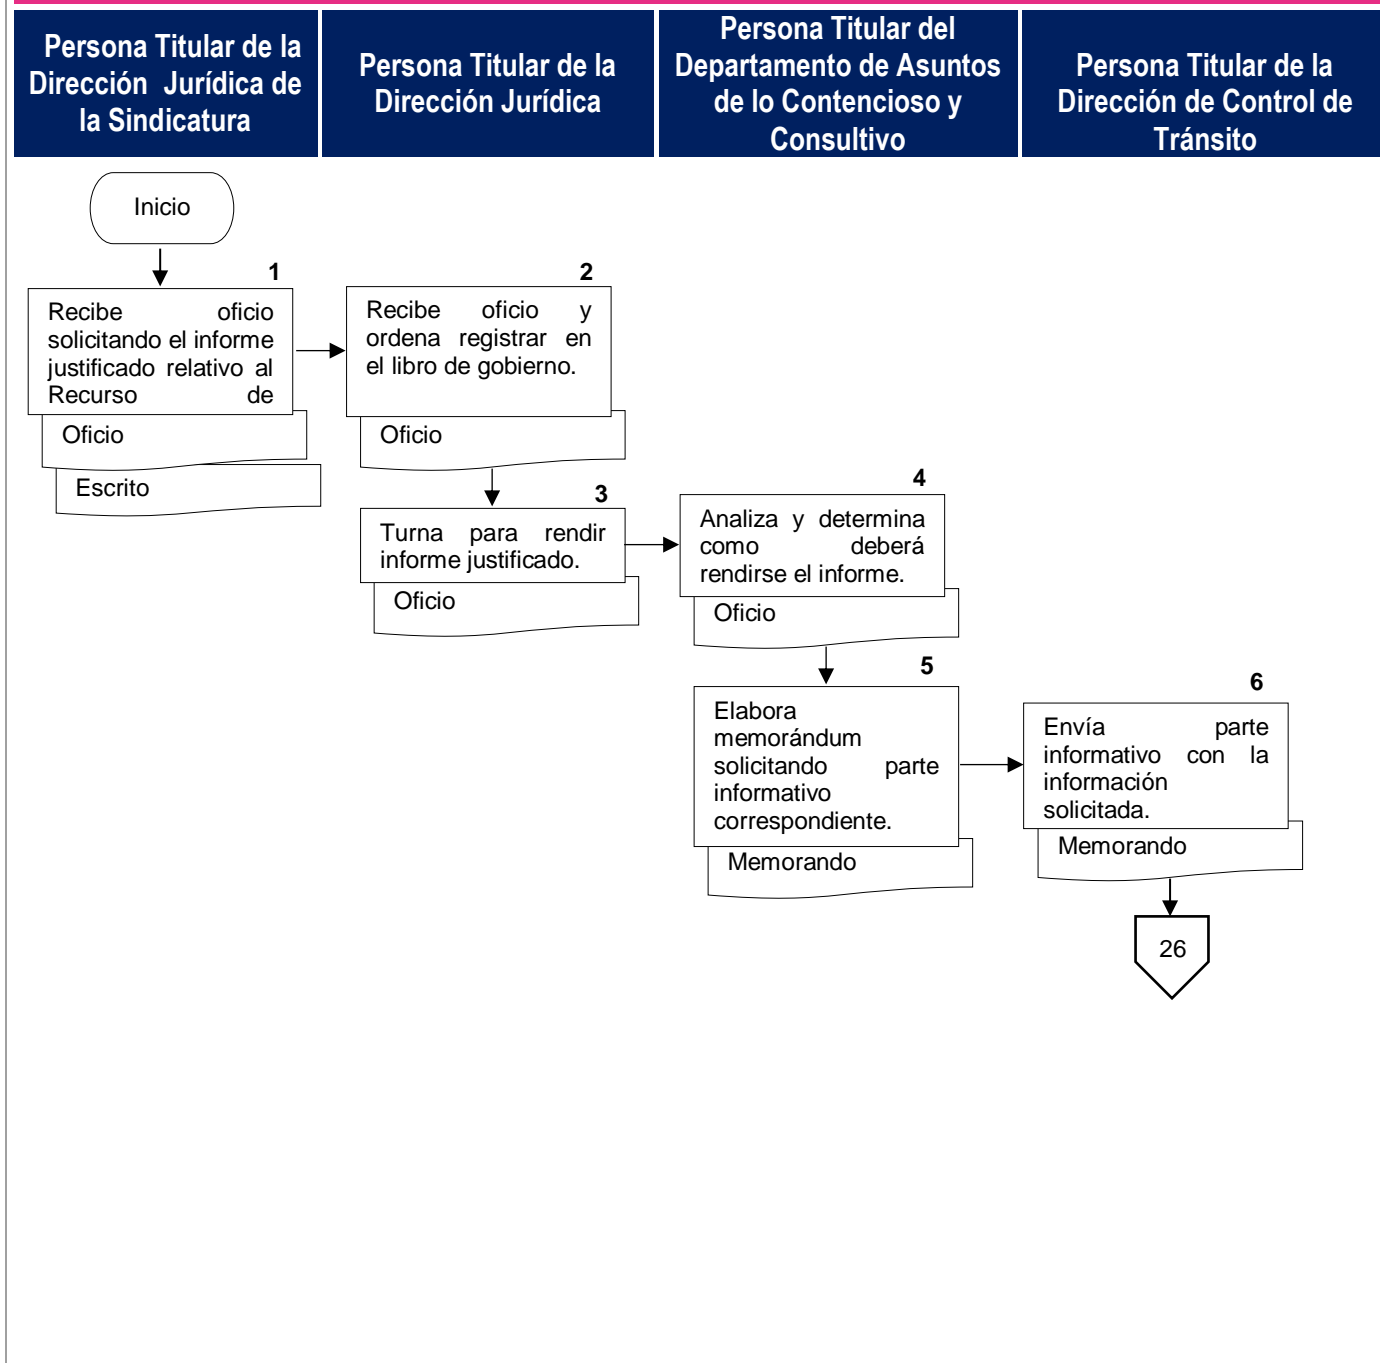 Persona Titular de la
Dirección Jurídica de
la Sindicatura
Persona Titular de la
Dirección Jurídica
Persona Titular del
Departamento de Asuntos
de lo Contencioso y
Consultivo
Persona Titular de la
Dirección de Control de
Tránsito
Inicio
1
Recibe oficio
solicitando el informe
justificado relativo al
Recurso de
Oficio
Escrito
2
Recibe oficio y
ordena registrar en
el libro de gobierno.
Oficio
3
Turna para rendir
informe justificado.
Oficio
4
Analiza y determina
como deberá
rendirse el informe.
Oficio
5
Elabora
memorándum
solicitando parte
informativo
correspondiente.
Memorando
6
Envía parte
informativo con la
información
solicitada.
Memorando
26